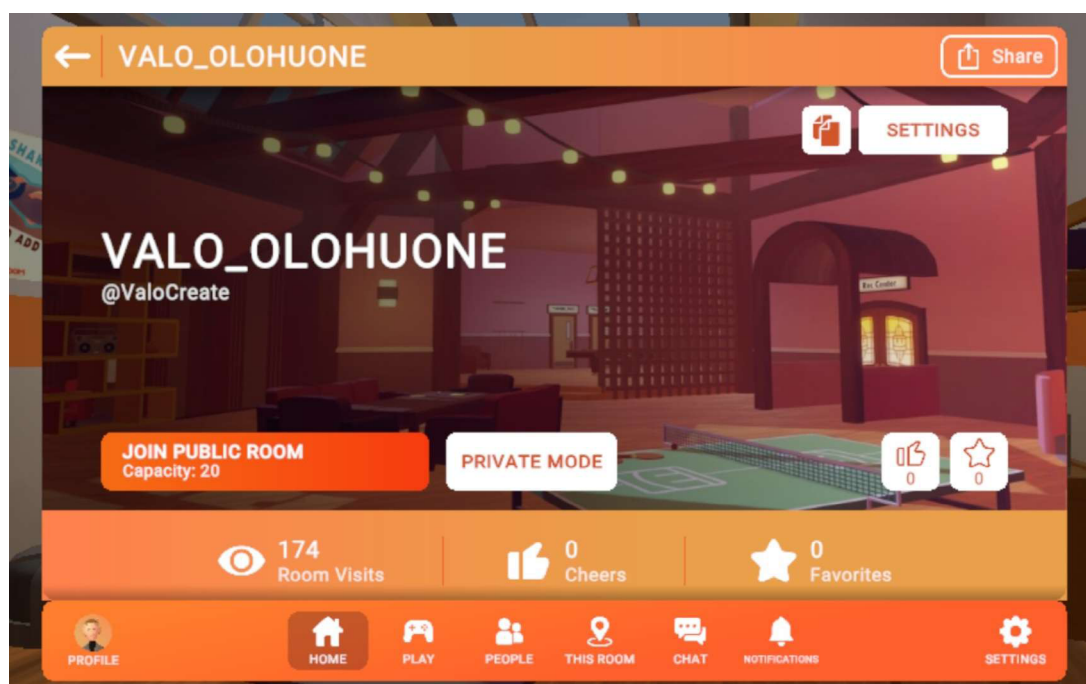 VALO_OLOHUONE
Share
SETTINGS
VALO_OLOHUONE
@ValoCreate
Rec Center
JOIN PUBLIC ROOM
Capacity: 20
PRIVATE MODE
0
0
174
Room Visits
0
Cheers
0
Favorites
PROFILE
HOME
PLAY
PEOPLE
THIS ROOM
CHAT
NOTIFICATIONS
SETTINGS
ADD